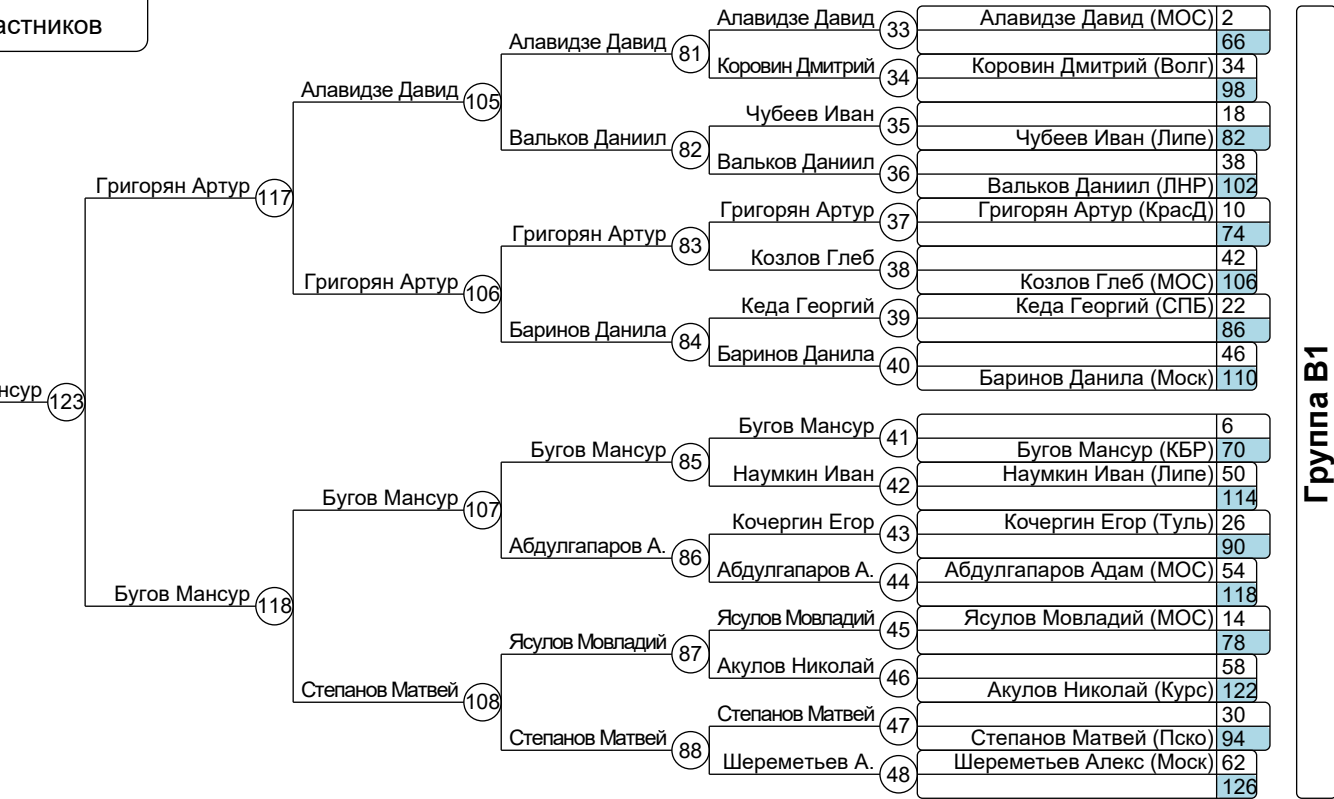 астников
Алавидзе Давид 33 Алавидзе Давид (МОС) 2
66
Алавидзе Давид 81
Коровин Дмитрий 34 Коровин Дмитрий (Волг) 34
98
Алавидзе Давид 105
Чубеев Иван 35 18
Чубеев Иван (Липе) 82
Вальков Даниил 82
Вальков Даниил 36 38
Вальков Даниил (ЛНР) 102
Григорян Артур 117
Григорян Артур 37 Григорян Артур (КрасД) 10
74
Григорян Артур 83
Козлов Глеб 38 42
Козлов Глеб (МОС) 106
Григорян Артур 106
Кеда Георгий 39 Кеда Георгий (СПБ) 22
86
Баринов Данила 84
Баринов Данила 40 46
Баринов Данила (Моск) 110
нсур 123
Бугов Мансур 41 6
Бугов Мансур (КБР) 70
Бугов Мансур 85
Наумкин Иван 42 Наумкин Иван (Липе) 50
114
Бугов Мансур 107
Кочергин Егор 43 Кочергин Егор (Туль) 26
90
Абдулгапаров А. 86
Абдулгапаров А. 44 Абдулгапаров Адам (МОС) 54
118
Бугов Мансур 118
Ясулов Мовладий 45 Ясулов Мовладий (МОС) 14
78
Ясулов Мовладий 87
Акулов Николай 46 58
Акулов Николай (Курс) 122
Степанов Матвей 108
Степанов Матвей 47 30
Степанов Матвей (Пско) 94
Степанов Матвей 88
Шереметьев А. 48 Шереметьев Алекс (Моск) 62
126
Группа B1